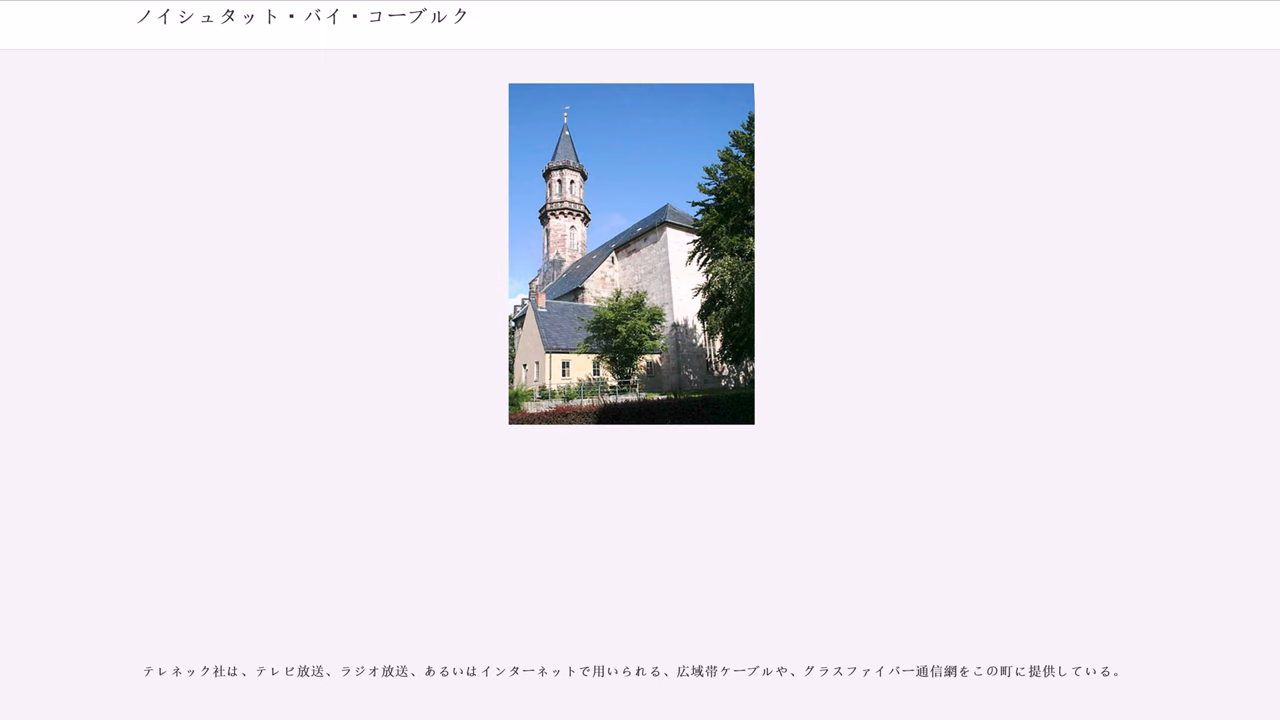 ノイシュタット・バイ・コーブルク
テレネック社は、テレビ放送、ラジオ放送、あるいはインターネットで用いられる、広域帯ケーブルや、グラスファイバー通信網をこの町に提供している。